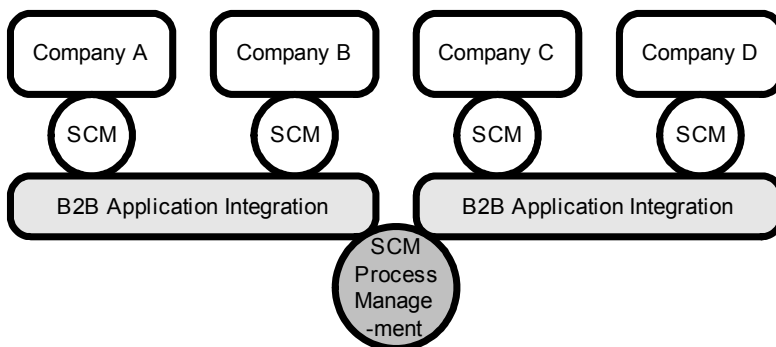 Company A
Company B
Company C
Company D
SCM
SCM
SCM
SCM
B2B Application Integration
B2B Application Integration
SCM
Process
Manage
-ment